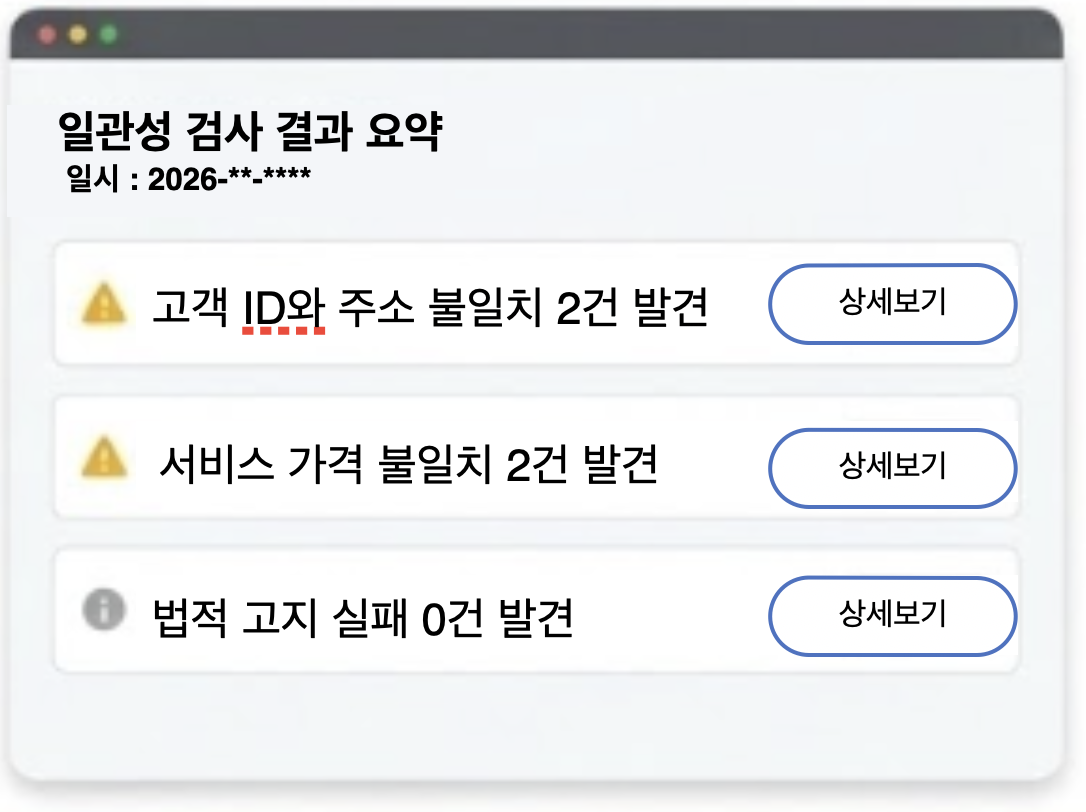 일관성 검사 결과 요약
일시 : 2026-**-****
고객 ID와 주소 불일치 2건 발견
상세보기
서비스 가격 불일치 2건 발견
상세보기
법적 고지 실패 0건 발견
상세보기